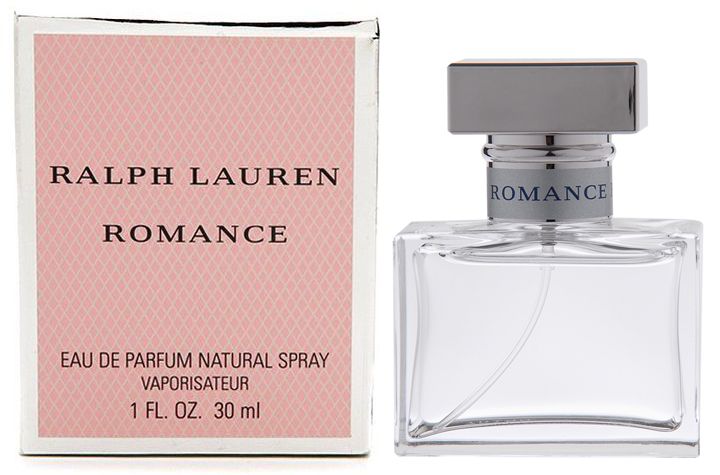 RALPH LAUREN
ROMANCE
EAU DE PARFUM NATURAL SPRAY
VAPORISATEUR
1 FL. OZ. 30 ml
ROMANCE